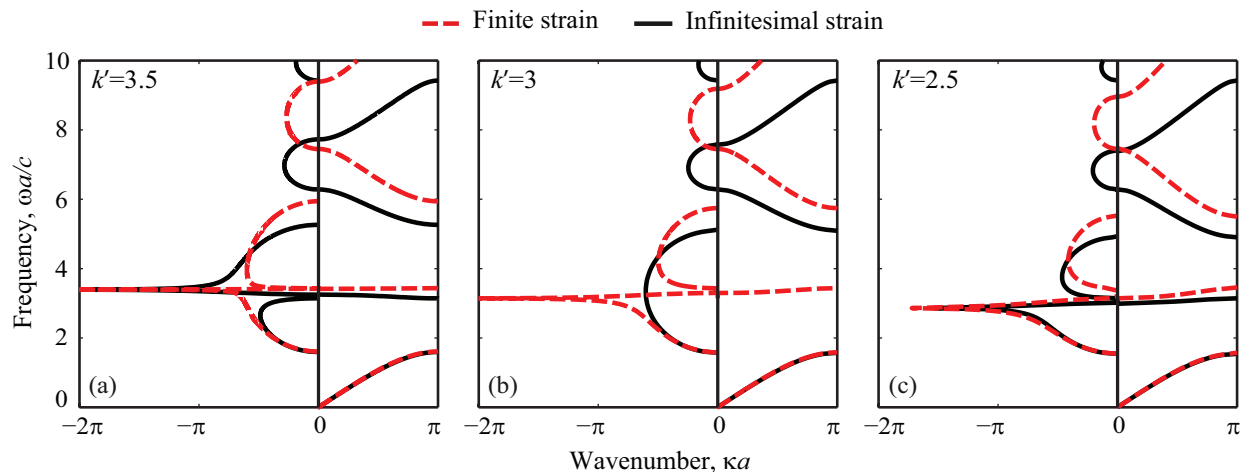 Finite strain Infinitesimal strain
k′=3.5 k′=3 k′=2.5
10
8
6
4
2
0
Frequency, ωa/c
(a) (b) (c)
−2π −π 0 π −2π −π 0 π −2π −π 0 π
Wavenumber, κa